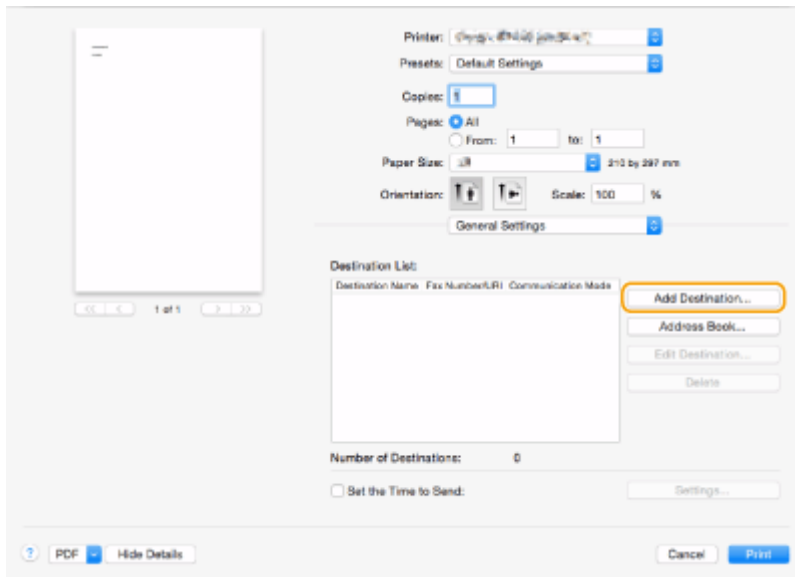 Printer:
Presets: Default Settings
Copies: 1
Pages: All
From: 1 to: 1
Paper Size: 210 by 297 mm
Orientation: Scale: 100 %
General Settings
Destination List:
Destination Name Fax Number/URI Communication Mode
Add Destination...
Address Book...
Edit Destination...
Delete
<< < 1 of 1 > >>
Number of Destinations: 0
Set the Time to Send: Settings...
? PDF Hide Details Cancel Print